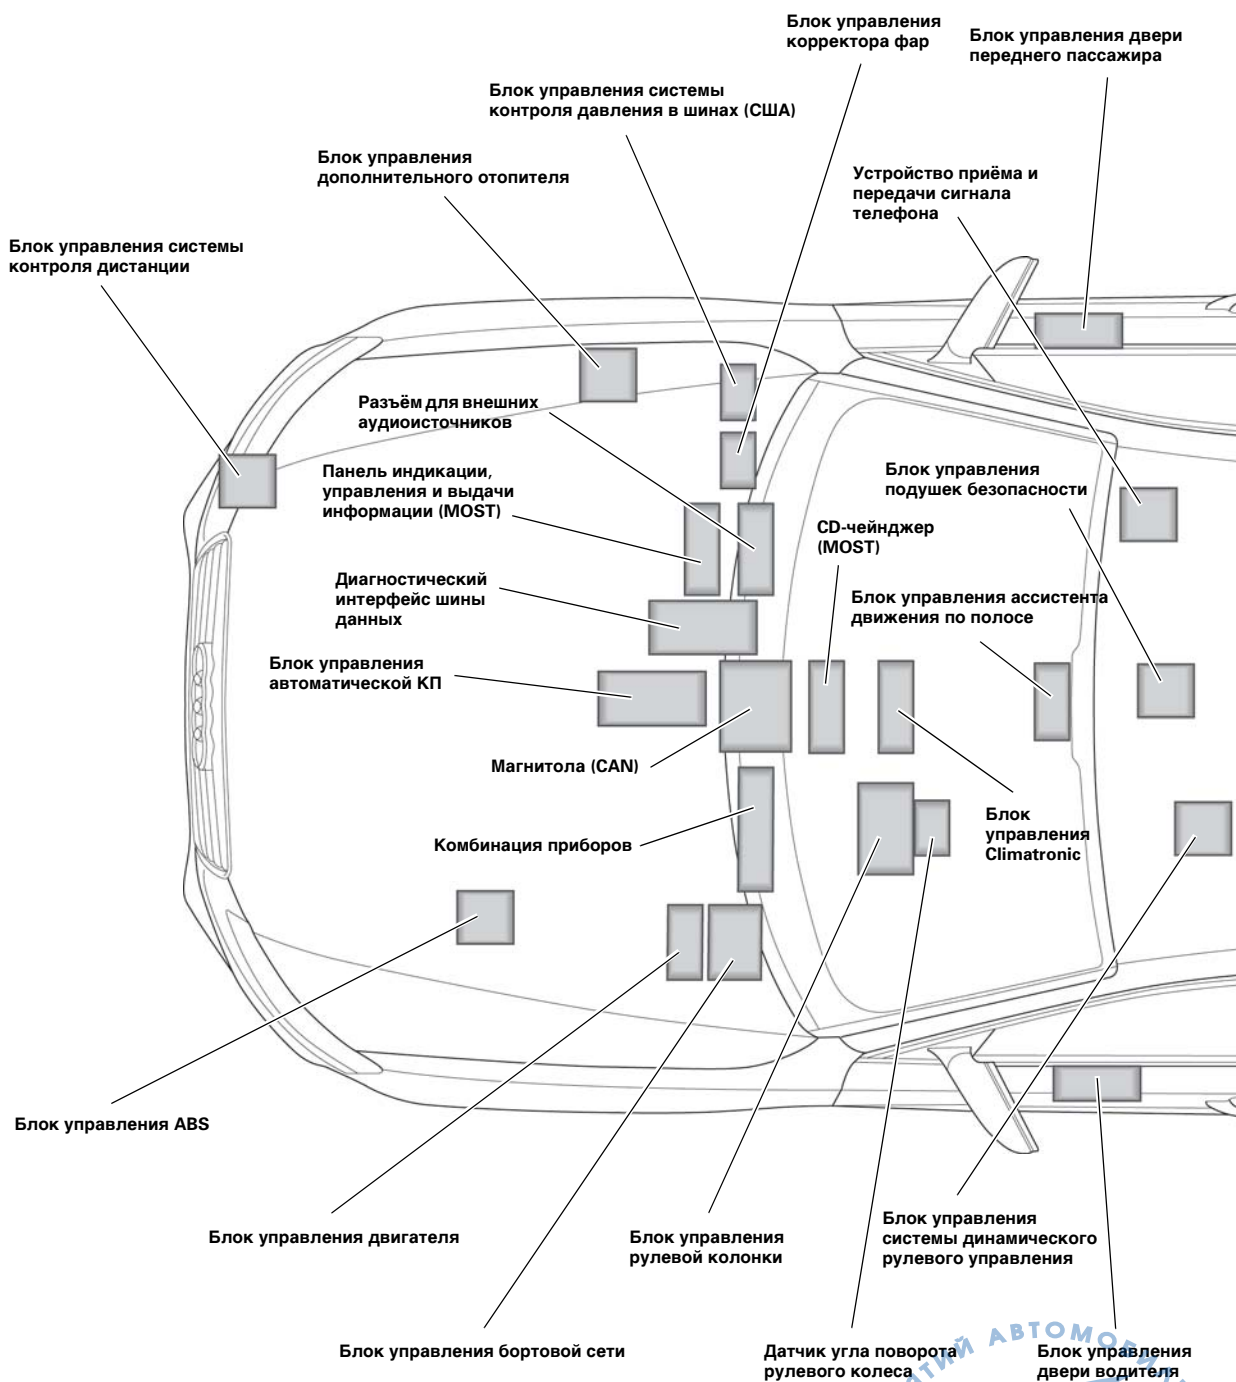 Блок управления
корректора фар
Блок управления двери
переднего пассажира
Блок управления системы
контроля давления в шинах (США)
Блок управления
дополнительного отопителя
Устройство приёма и
передачи сигнала
телефона
Блок управления системы
контроля дистанции
Разъём для внешних
аудиоисточников
Панель индикации,
управления и выдачи
информации (MOST)
Блок управления
подушек безопасности
CD-чейнджер
(MOST)
Диагностический
интерфейс шины
данных
Блок управления ассистента
движения по полосе
Блок управления
автоматической КП
Магнитола (CAN)
Комбинация приборов
Блок
управления
Climatronic
Блок управления ABS
Блок управления двигателя
Блок управления
рулевой колонки
Блок управления
системы динамического
рулевого управления
Блок управления бортовой сети
Датчик угла поворота
рулевого колеса
Блок управления
двери водителя